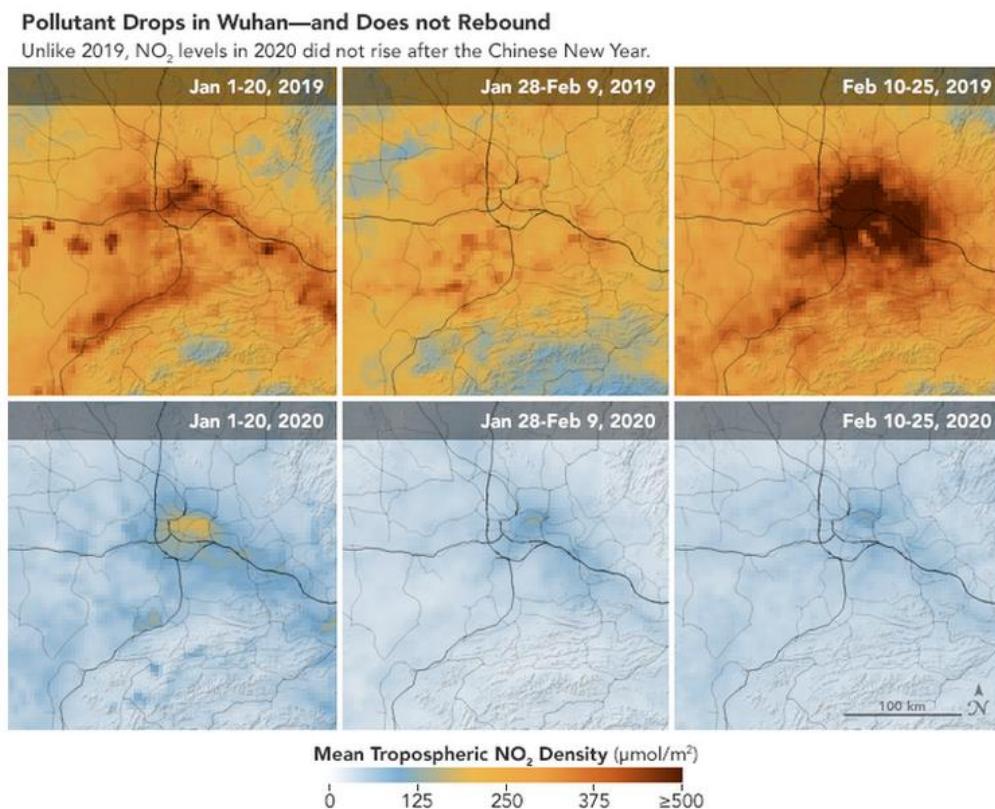 Pollutant Drops in Wuhan—and Does not Rebound
Unlike 2019, NO₂ levels in 2020 did not rise after the Chinese New Year.
Jan 1-20, 2019
Jan 28-Feb 9, 2019
Feb 10-25, 2019
Jan 1-20, 2020
Jan 28-Feb 9, 2020
Feb 10-25, 2020
100 km
N
Mean Tropospheric NO₂ Density (µmol/m²)
0 125 250 375 ≥500